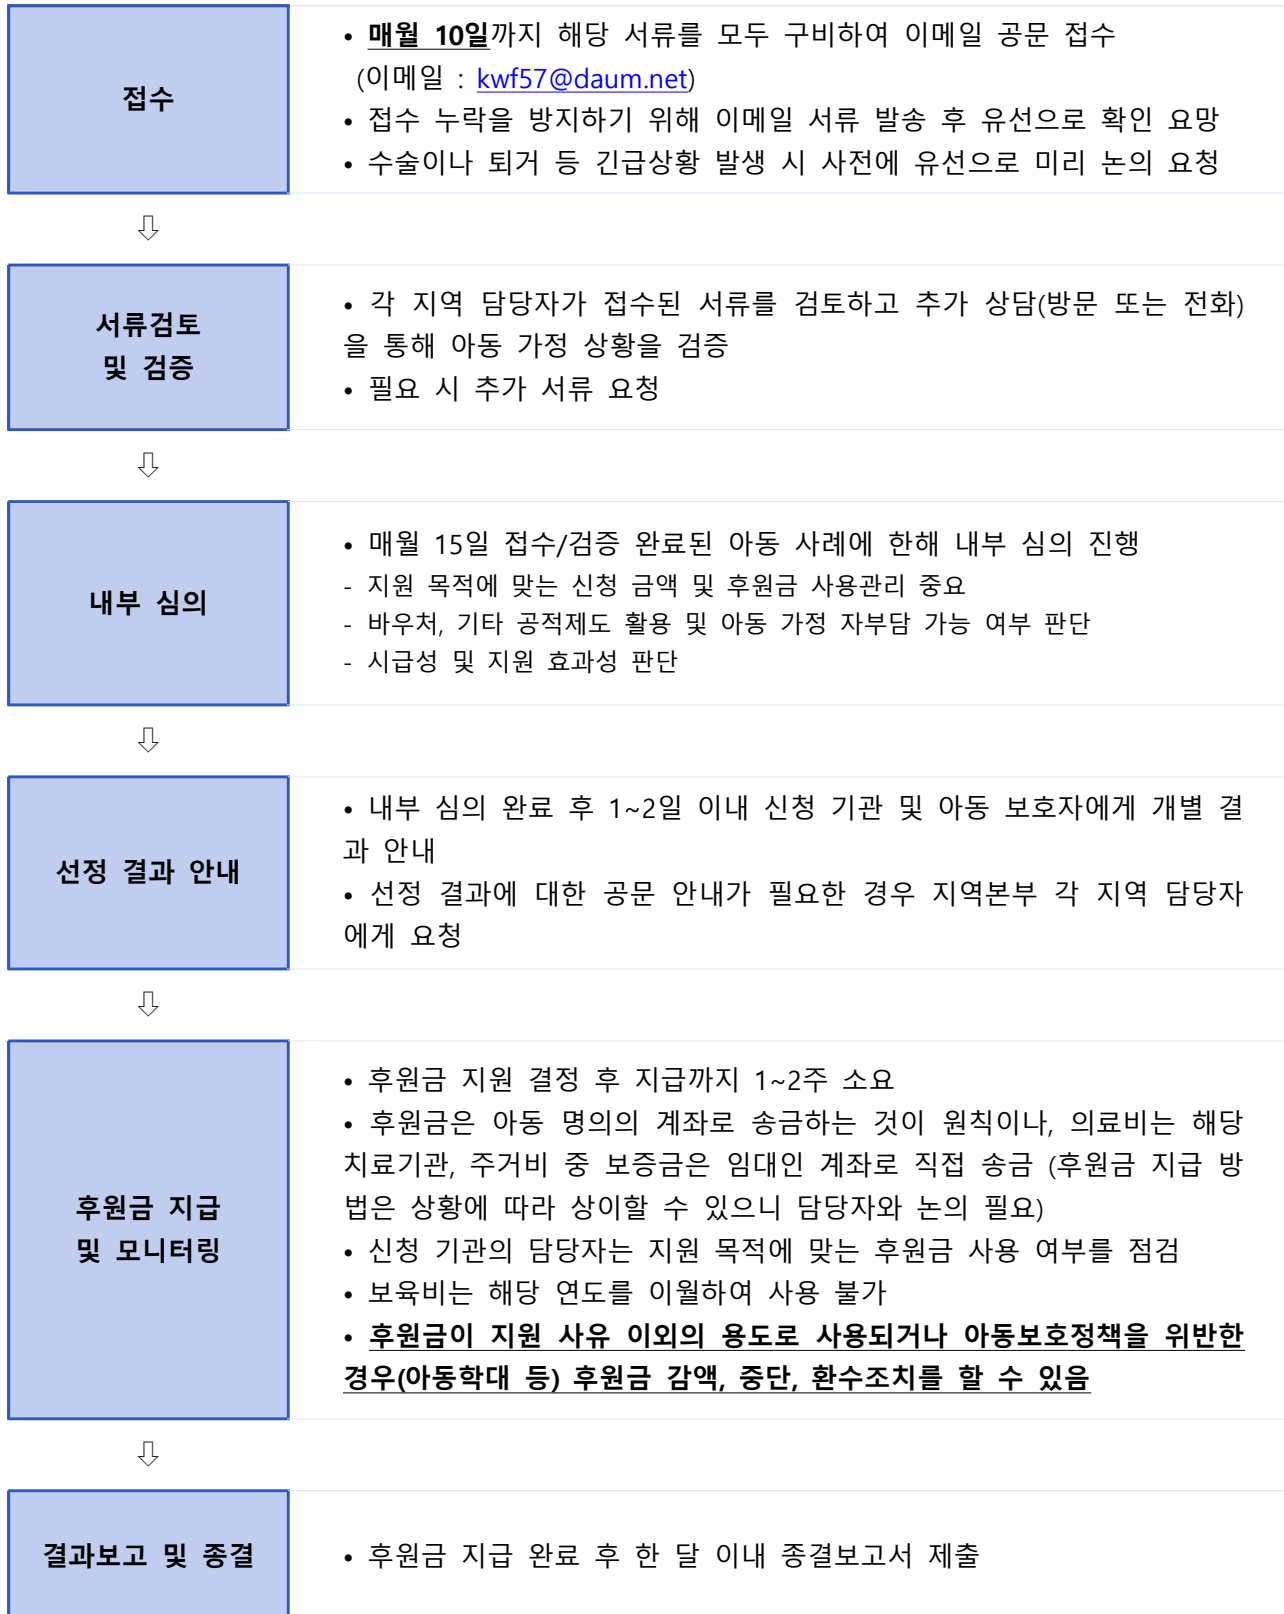 접수
• 매월 10일까지 해당 서류를 모두 구비하여 이메일 공문 접수
(이메일 : kwf57@daum.net)
• 접수 누락을 방지하기 위해 이메일 서류 발송 후 유선으로 확인 요망
• 수술이나 퇴거 등 긴급상황 발생 시 사전에 유선으로 미리 논의 요청
⇩
서류검토
및 검증
• 각 지역 담당자가 접수된 서류를 검토하고 추가 상담(방문 또는 전화)
을 통해 아동 가정 상황을 검증
• 필요 시 추가 서류 요청
⇩
내부 심의
• 매월 15일 접수/검증 완료된 아동 사례에 한해 내부 심의 진행
- 지원 목적에 맞는 신청 금액 및 후원금 사용관리 중요
- 바우처, 기타 공적제도 활용 및 아동 가정 자부담 가능 여부 판단
- 시급성 및 지원 효과성 판단
⇩
선정 결과 안내
• 내부 심의 완료 후 1~2일 이내 신청 기관 및 아동 보호자에게 개별 결
과 안내
• 선정 결과에 대한 공문 안내가 필요한 경우 지역본부 각 지역 담당자
에게 요청
⇩
후원금 지급
및 모니터링
• 후원금 지원 결정 후 지급까지 1~2주 소요
• 후원금은 아동 명의의 계좌로 송금하는 것이 원칙이나, 의료비는 해당
치료기관, 주거비 중 보증금은 임대인 계좌로 직접 송금 (후원금 지급 방
법은 상황에 따라 상이할 수 있으니 담당자와 논의 필요)
• 신청 기관의 담당자는 지원 목적에 맞는 후원금 사용 여부를 점검
• 보육비는 해당 연도를 이월하여 사용 불가
• 후원금이 지원 사유 이외의 용도로 사용되거나 아동보호정책을 위반한
경우(아동학대 등) 후원금 감액, 중단, 환수조치를 할 수 있음
⇩
결과보고 및 종결
• 후원금 지급 완료 후 한 달 이내 종결보고서 제출